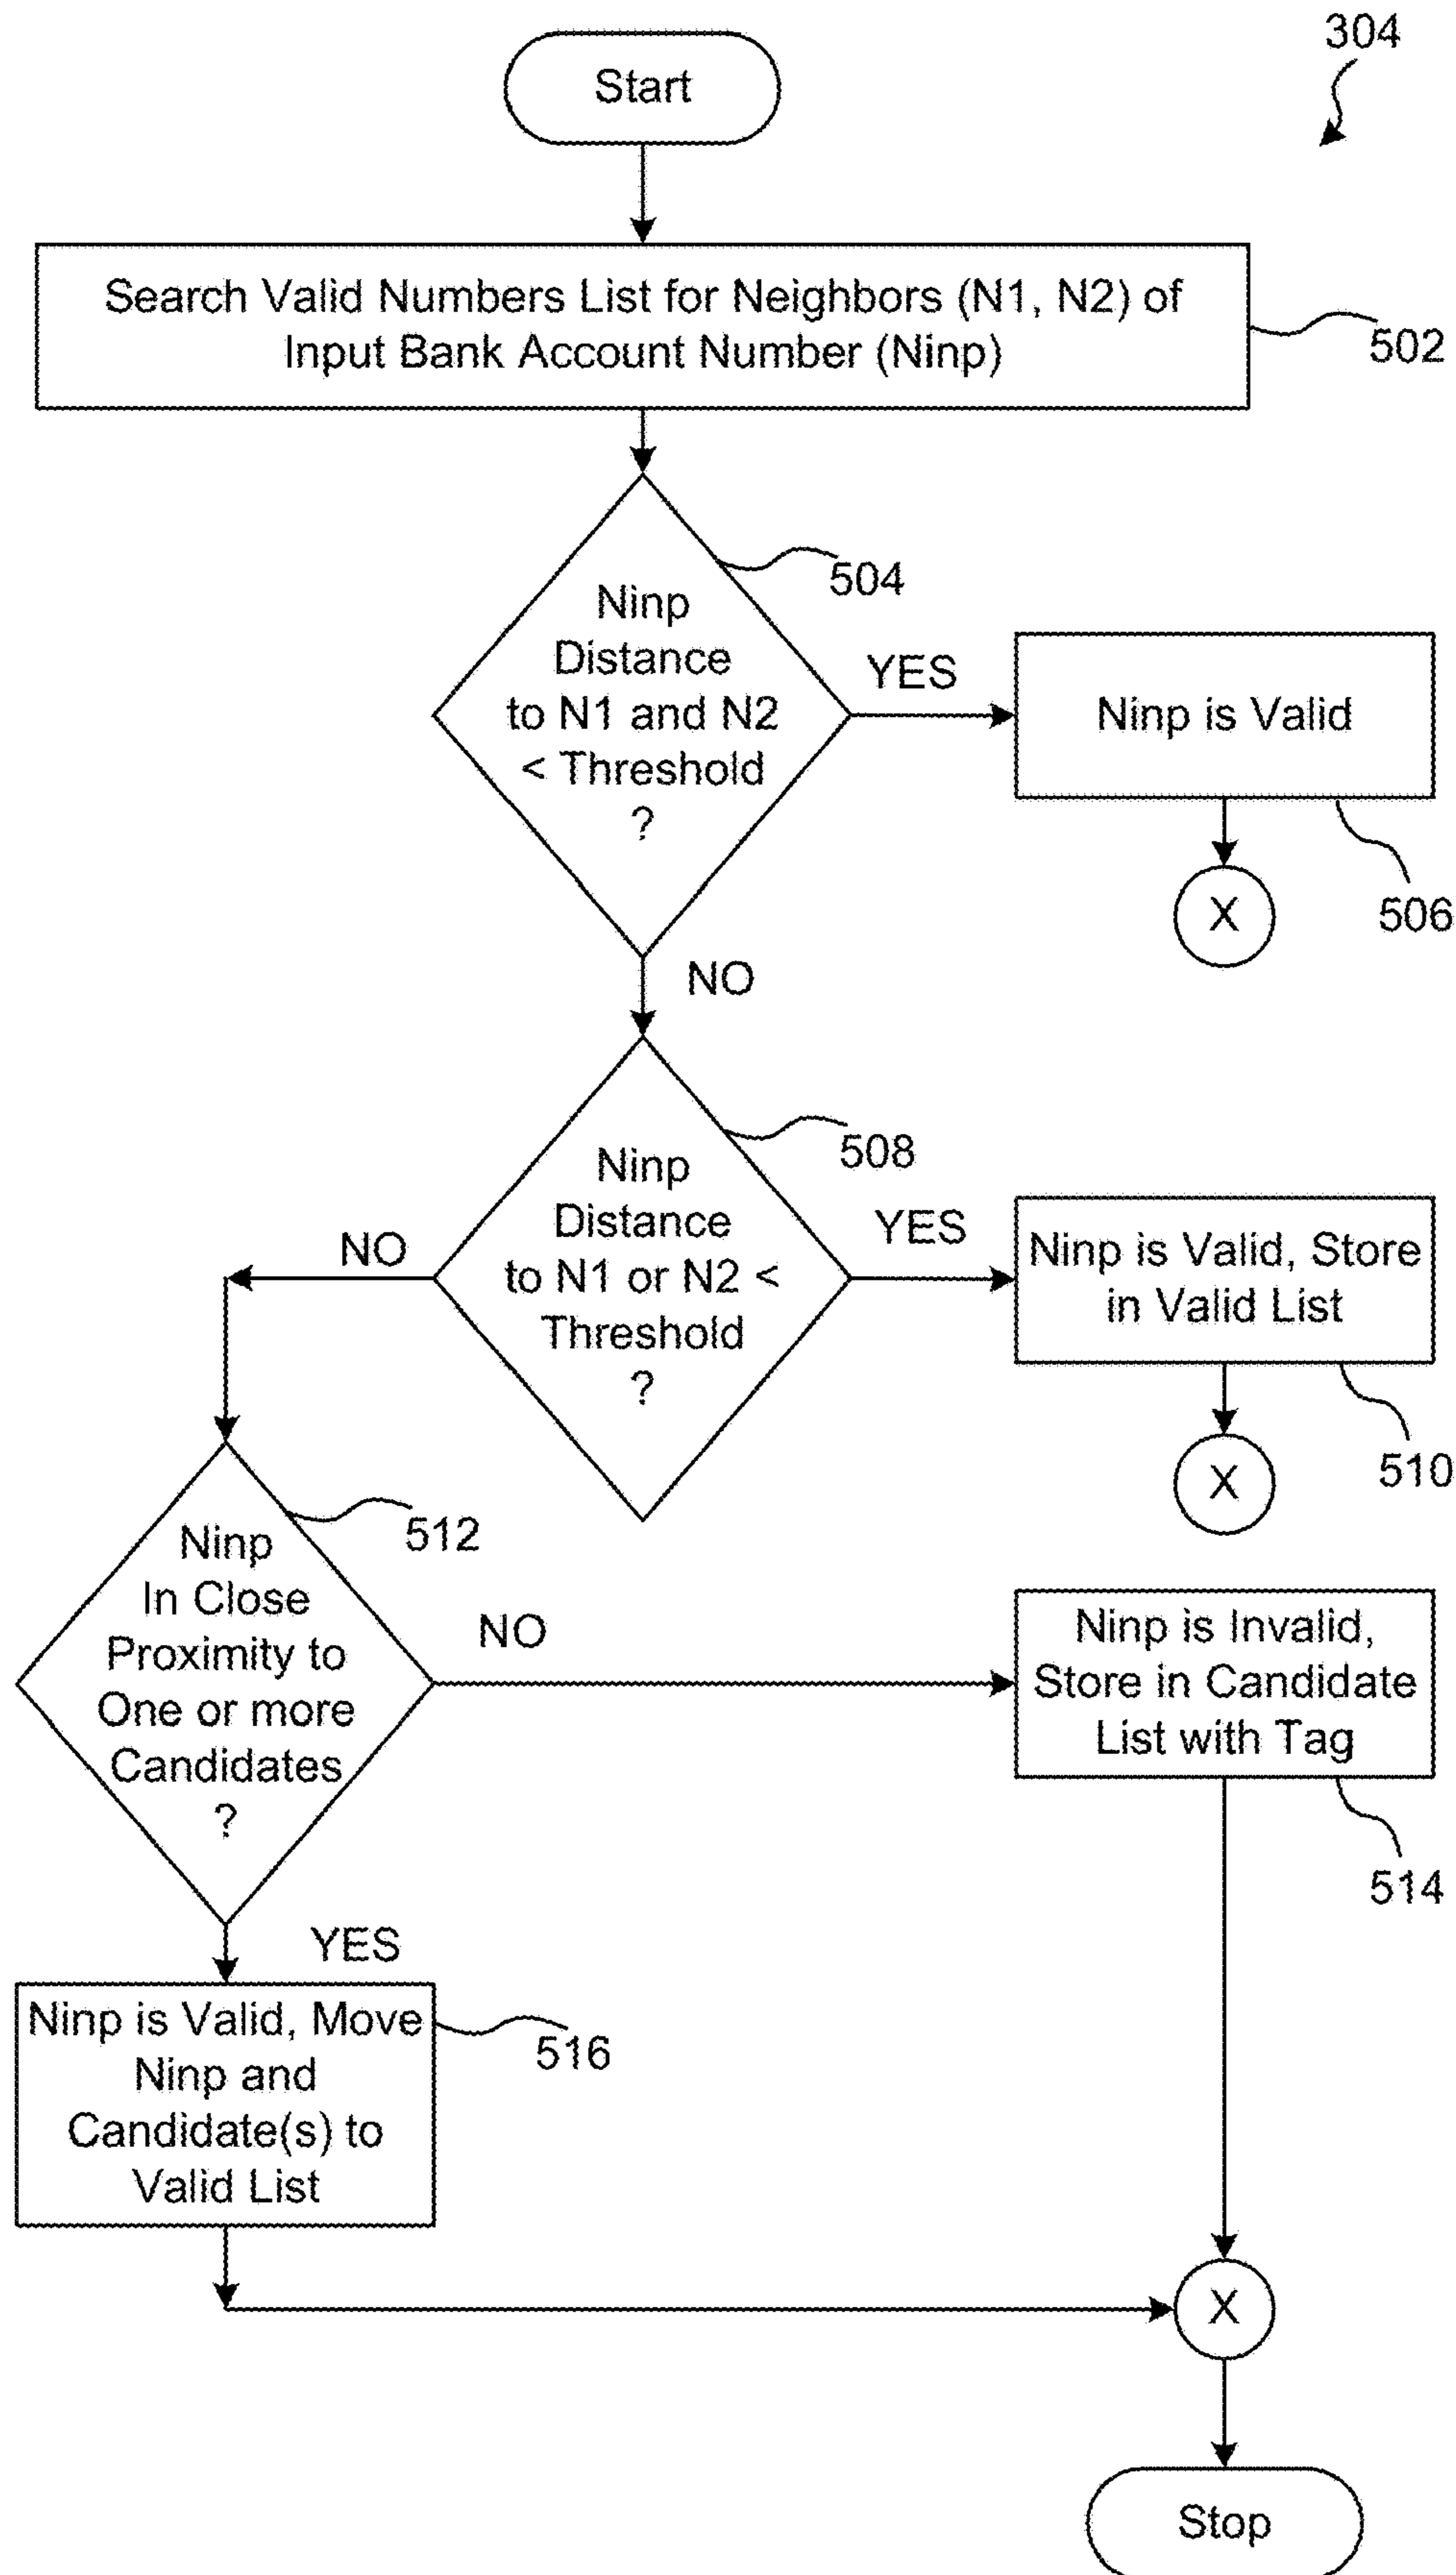 304
Start
Search Valid Numbers List for Neighbors (N1, N2) of
Input Bank Account Number (Ninp)
502
504
Ninp
Distance
to N1 and N2
< Threshold
?
YES
Ninp is Valid
506
X
NO
508
Ninp
Distance
to N1 or N2 <
Threshold
?
YES
Ninp is Valid, Store
in Valid List
510
X
NO
512
Ninp
In Close
Proximity to
One or more
Candidates
?
NO
Ninp is Invalid,
Store in Candidate
List with Tag
514
YES
Ninp is Valid, Move
Ninp and
Candidate(s) to
Valid List
516
X
Stop